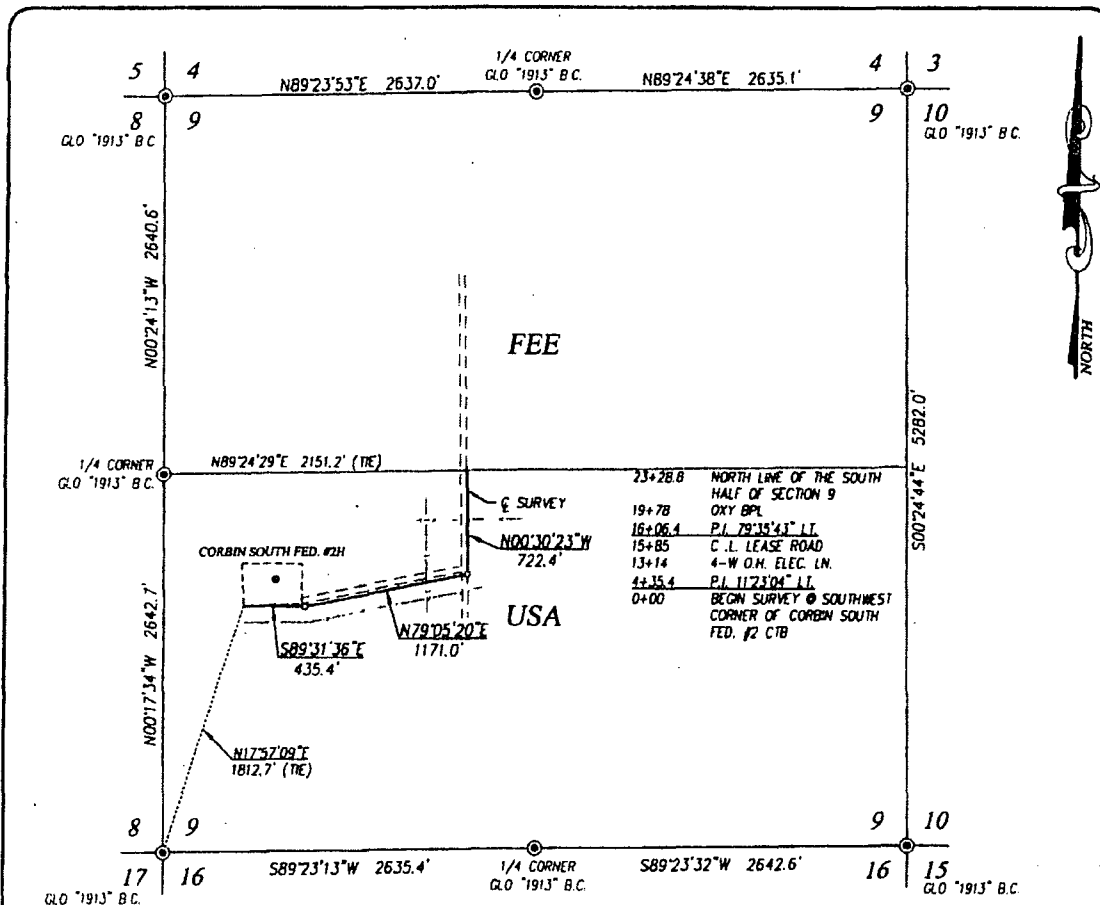 1/4 CORNER
GLO "1913" B.C.
5 4
N89°23'53"E 2637.0'
N89°24'38"E 2635.1'
4 3
8 9
GLO "1913" B C
9 10
GLO "1913" B.C.
NORTH
N00°24'13"W 2640.6'
FEE
S00°24'44"E 5282.0'
1/4 CORNER
GLO "1913" B.C.
N89°24'29"E 2151.2' (TIE)
℄ SURVEY
N00°30'23"W
722.4'
23+28.8 NORTH LINE OF THE SOUTH
HALF OF SECTION 9
19+78 OXY BPL
16+06.4 P.I. 79°35'43" LT.
15+85 C.L. LEASE ROAD
13+14 4-W O.H. ELEC. LN.
4+35.4 P.I. 11°23'04" LT.
0+00 BEGIN SURVEY @ SOUTHWEST
CORNER OF CORBIN SOUTH
FED. #2 CTB
CORBIN SOUTH FED. #2H
USA
N79°05'20"E
1171.0'
S89°31'36"E
435.4'
N00°17'34"W 2642.7'
N17°57'09"E
1812.7' (TIE)
8 9
9 10
S89°23'13"W 2635.4'
1/4 CORNER
GLO "1913" B.C.
S89°23'32"W 2642.6'
17 16
GLO "1913" B.C.
16 15
GLO "1913" B.C.